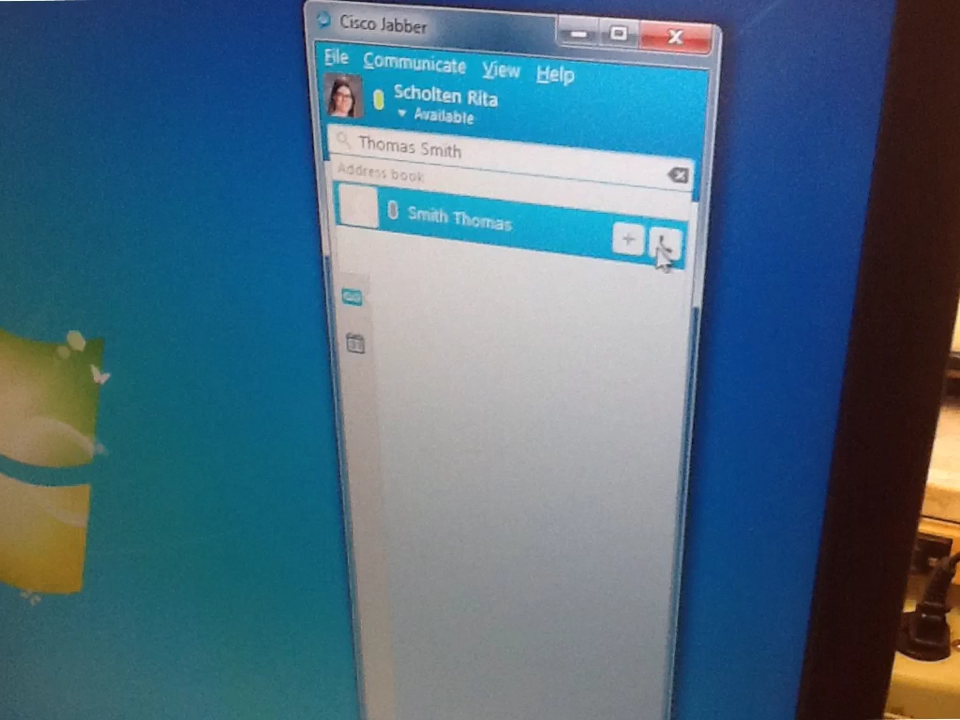 Cisco Jabber
File Communicate View Help
Scholten Rita
Available
Thomas Smith
Address book
Smith Thomas